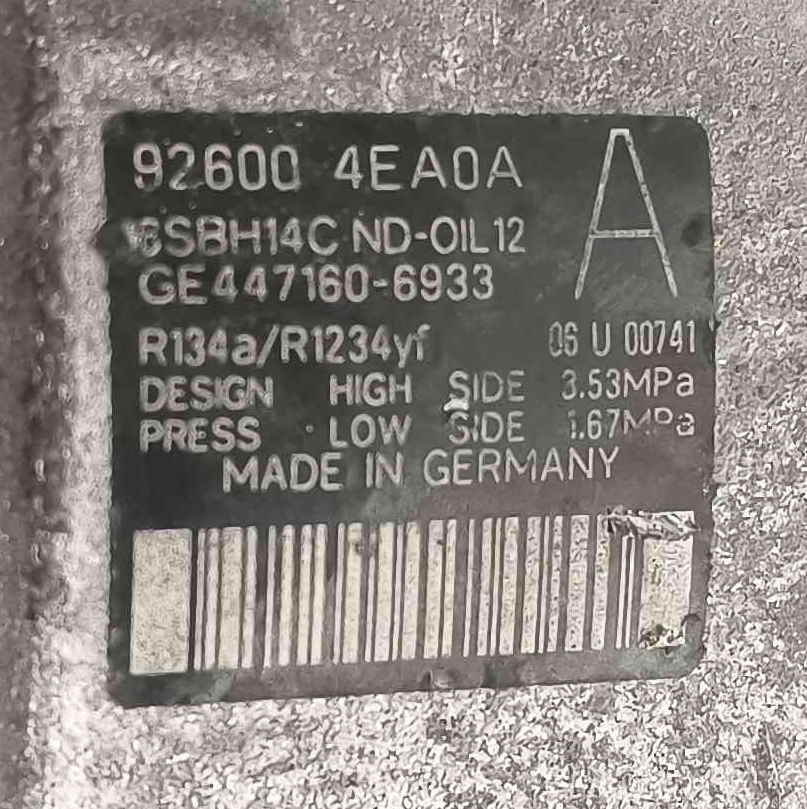 92600 4EA0A A
6SBH14C ND-OIL12
GE447160-6933
R134a/R1234yf 06 U 00741
DESIGN HIGH SIDE 3.53MPa
PRESS LOW SIDE 1.67MPa
MADE IN GERMANY